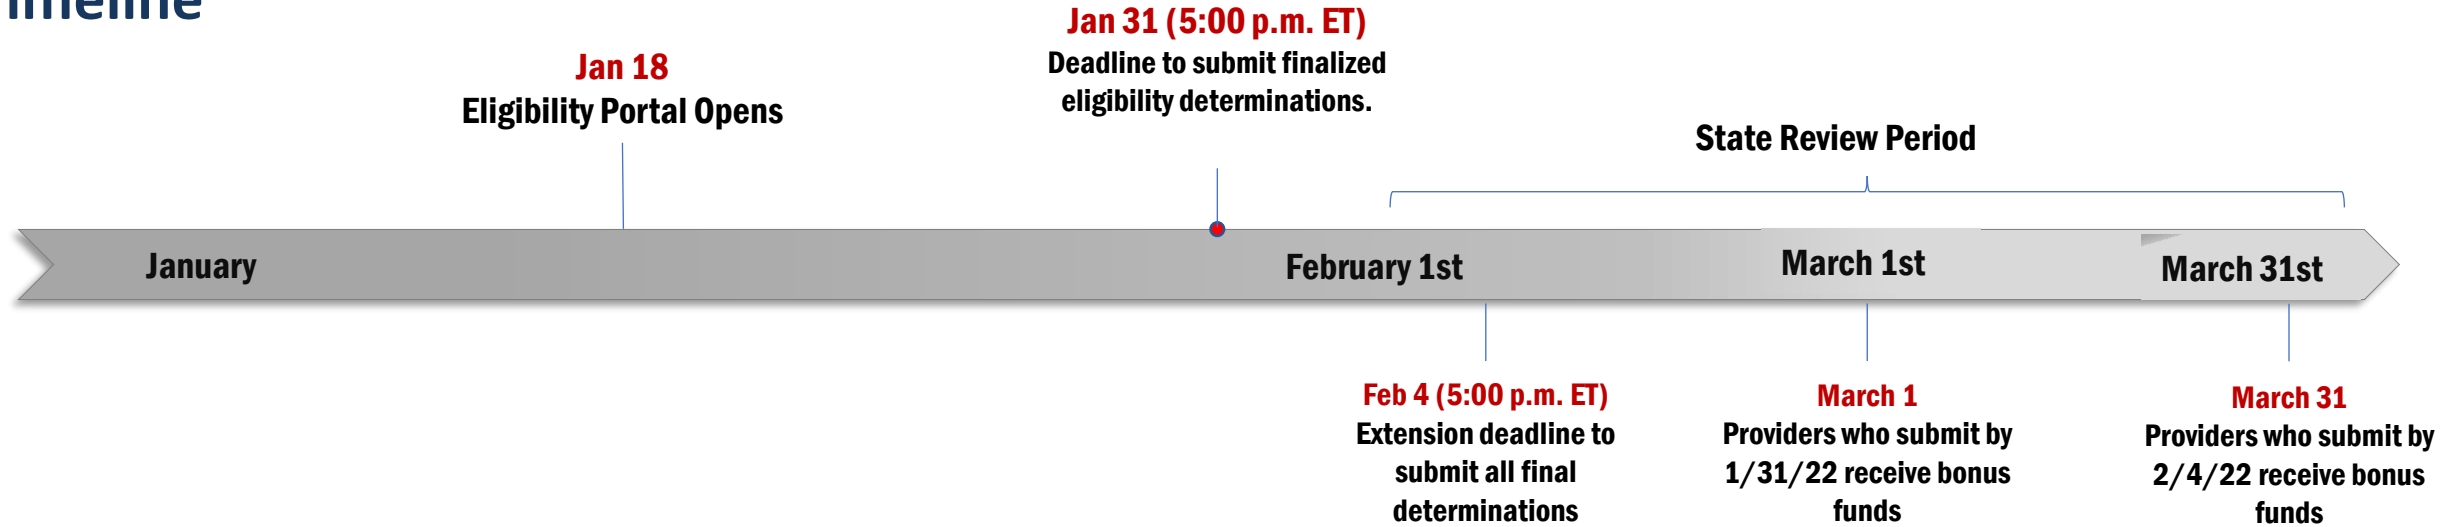 Jan 31 (5:00 p.m. ET)
Deadline to submit finalized
eligibility determinations.
Jan 18
Eligibility Portal Opens
State Review Period
January
February 1st
March 1st
March 31st
Feb 4 (5:00 p.m. ET)
Extension deadline to
submit all final
determinations
March 1
Providers who submit by
1/31/22 receive bonus
funds
March 31
Providers who submit by
2/4/22 receive bonus
funds